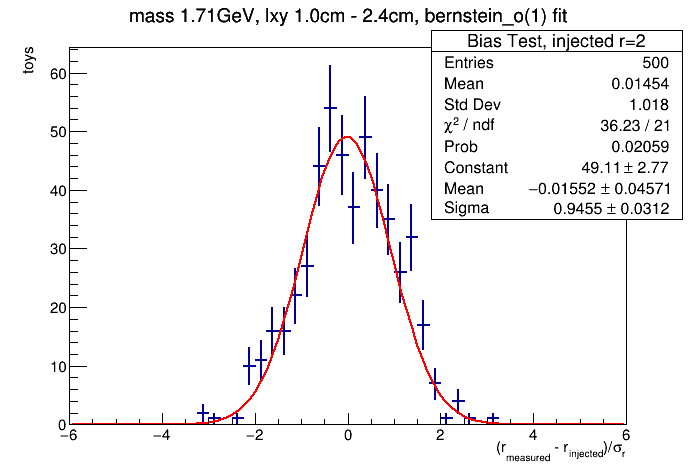 mass 1.71GeV, lxy 1.0cm - 2.4cm, bernstein_o(1) fit
Bias Test, injected r=2
Entries 500
Mean 0.01454
Std Dev 1.018
χ² / ndf 36.23 / 21
Prob 0.02059
Constant 49.11 ± 2.77
Mean −0.01552 ± 0.04571
Sigma 0.9455 ± 0.0312
toys
60
50
40
30
20
10
0
−6 −4 −2 0 2 4 6
(r_measured - r_injected)/σ_r